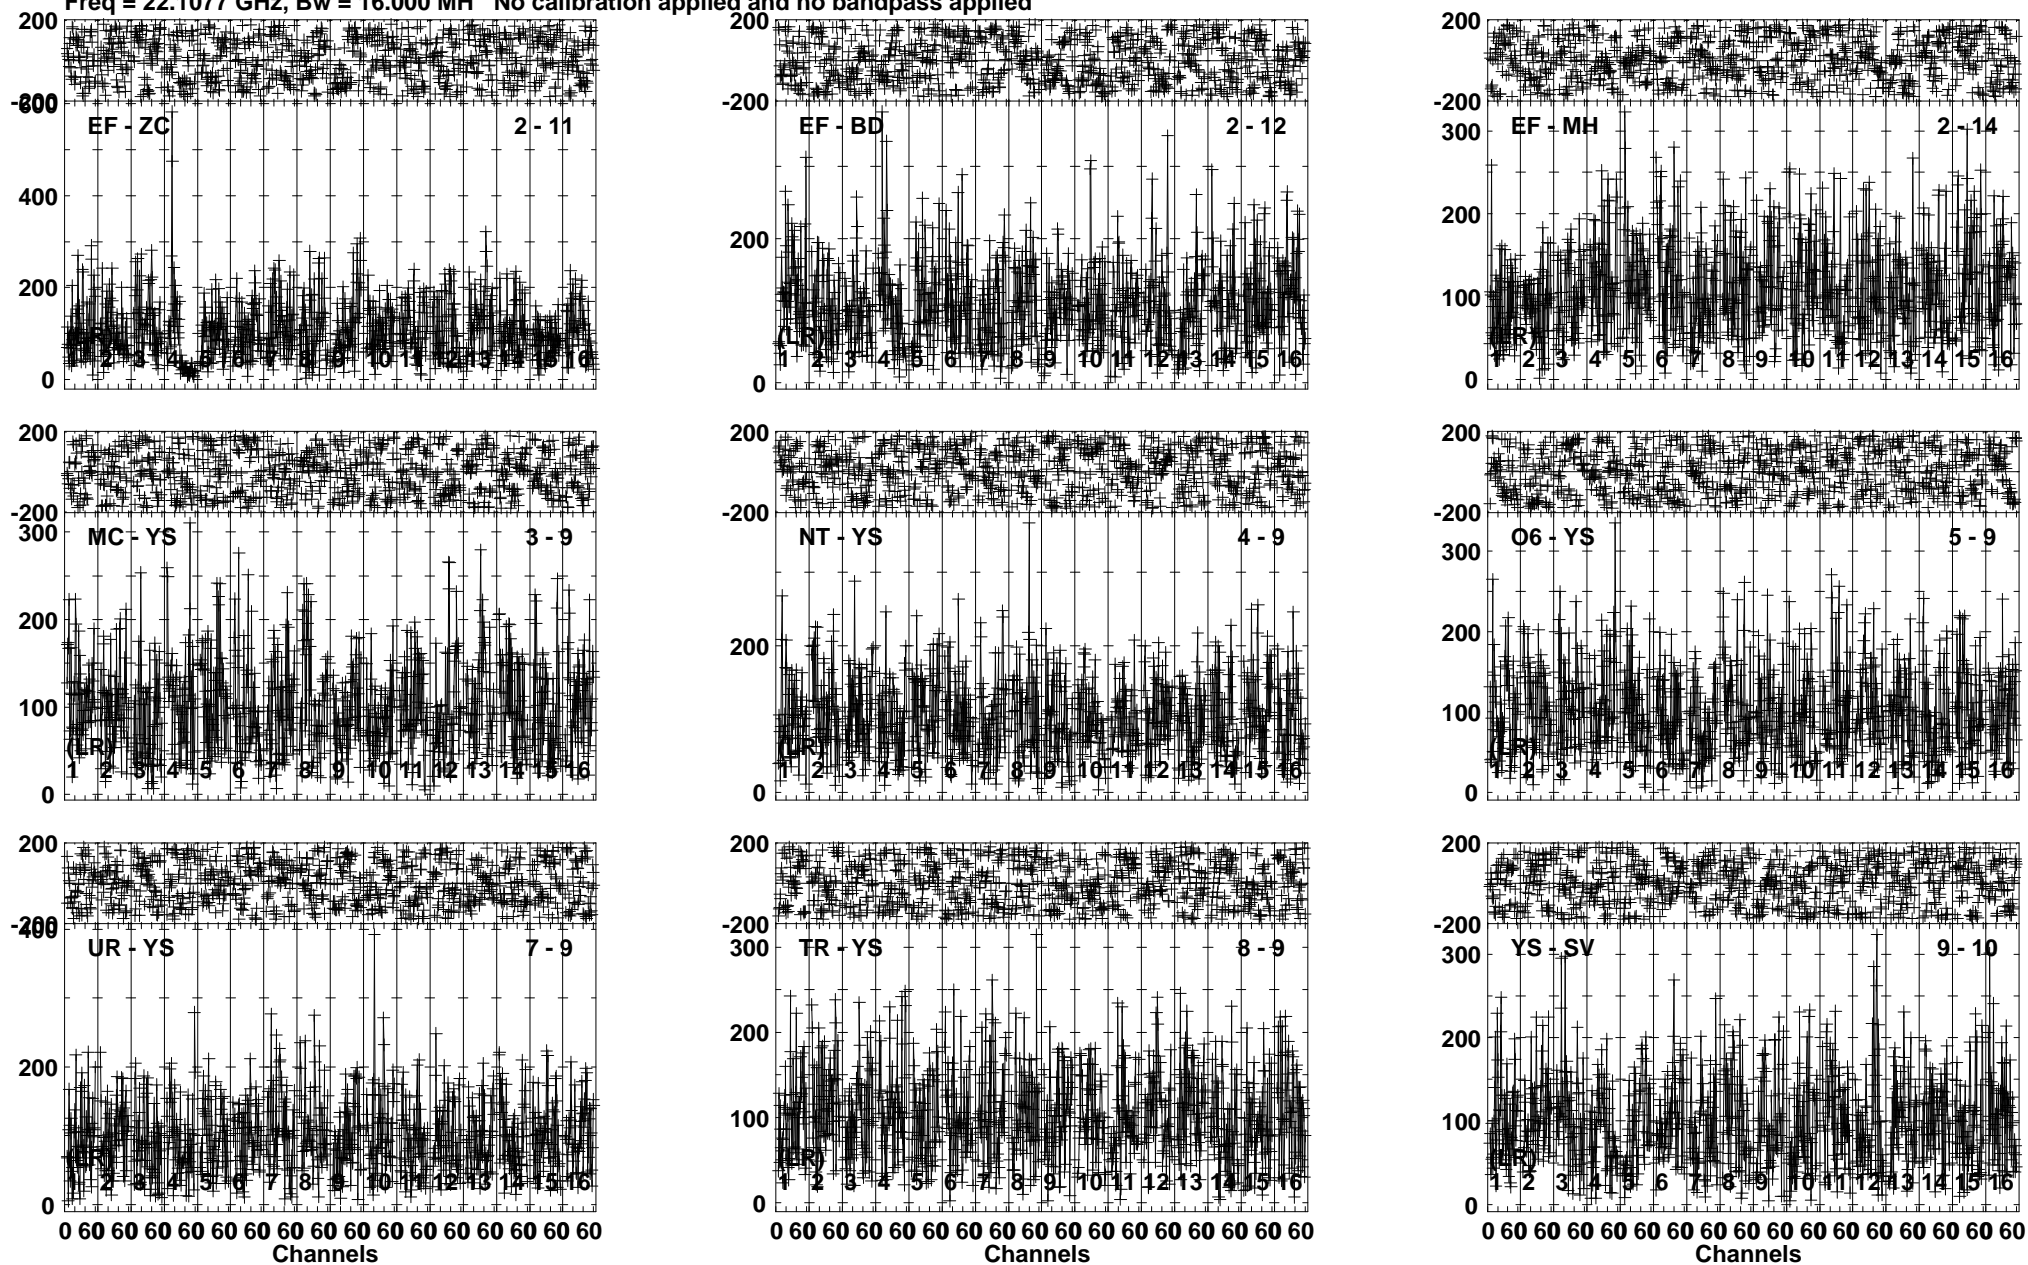 Freq = 22.1077 GHz, Bw = 16.000 MH No calibration applied and no bandpass applied
200 200 200
-200 -200
600
EF - ZC 2 - 11 EF - BD 2 - 12 EF - MH 2 - 14
300
400
200 200 200
100
(LR) (LR)
1 2 3 4 5 6 7 8 9 10 11 12 13 14 15 16 1 2 3 4 5 6 7 8 9 10 11 12 13 14 15 16 1 2 3 4 5 6 7 8 9 10 11 12 13 14 15 16
0 0 0
200 200 200
-200 -200 -200
MC - YS 3 - 9 NT - YS 4 - 9 O6 - YS 5 - 9
300 300
200 200 200
100 100
(LR) (LR) (LR)
1 2 3 4 5 6 7 8 9 10 11 12 13 14 15 16 1 2 3 4 5 6 7 8 9 10 11 12 13 14 15 16 1 2 3 4 5 6 7 8 9 10 11 12 13 14 15 16
0 0 0
200 200 200
-200 -200 -200
400
UR - YS 7 - 9 TR - YS 8 - 9 YS - SV 9 - 10
300 300
200 200 200
100 100
(LR) (LR) (LR)
1 2 3 4 5 6 7 8 9 10 11 12 13 14 15 16 1 2 3 4 5 6 7 8 9 10 11 12 13 14 15 16 1 2 3 4 5 6 7 8 9 10 11 12 13 14 15 16
0 0 0
0 60 60 60 60 60 60 60 60 60 60 60 60 60 60 60 60 0 60 60 60 60 60 60 60 60 60 60 60 60 60 60 60 60 0 60 60 60 60 60 60 60 60 60 60 60 60 60 60 60 60
Channels Channels Channels